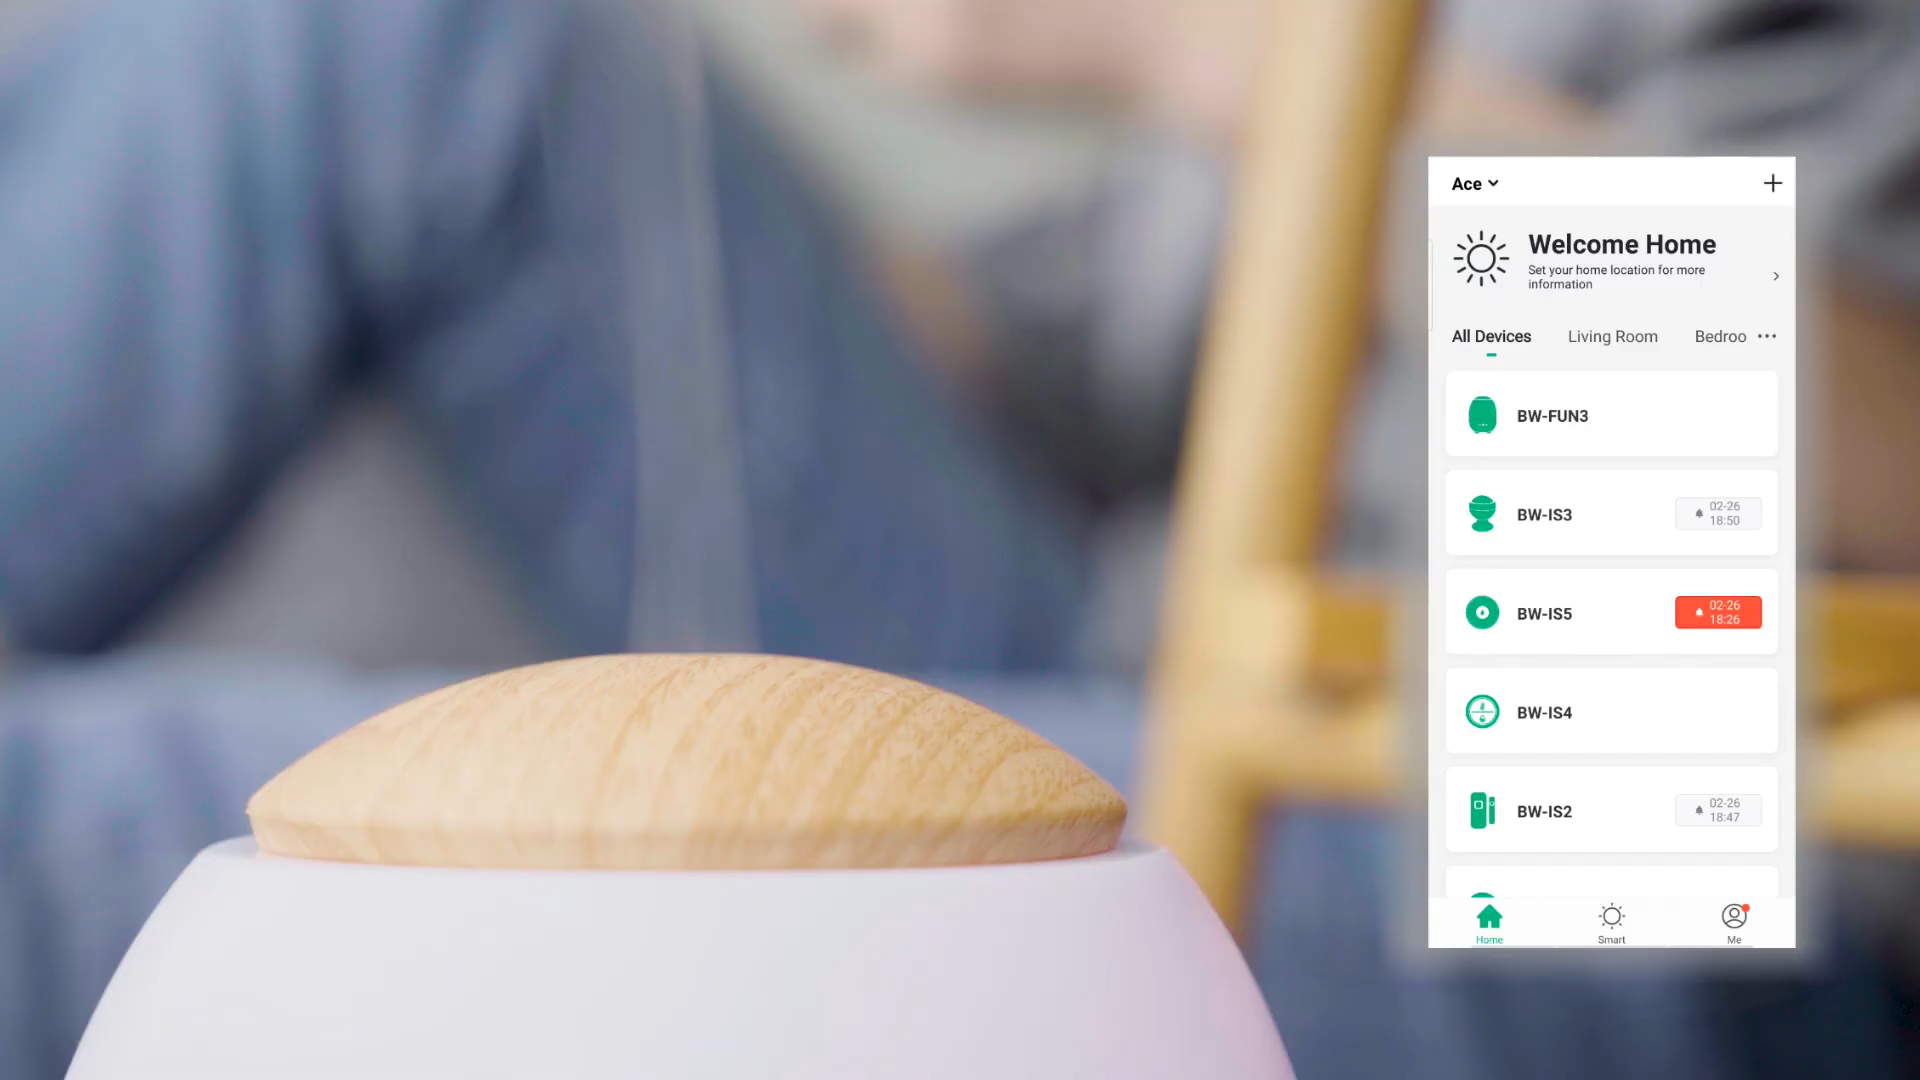 Ace
Welcome Home
Set your home location for more
information
All Devices
Living Room
Bedroo
BW-FUN3
BW-IS3
02-26
18:50
BW-IS5
02-26
18:26
BW-IS4
BW-IS2
02-26
18:47
Home
Smart
Me